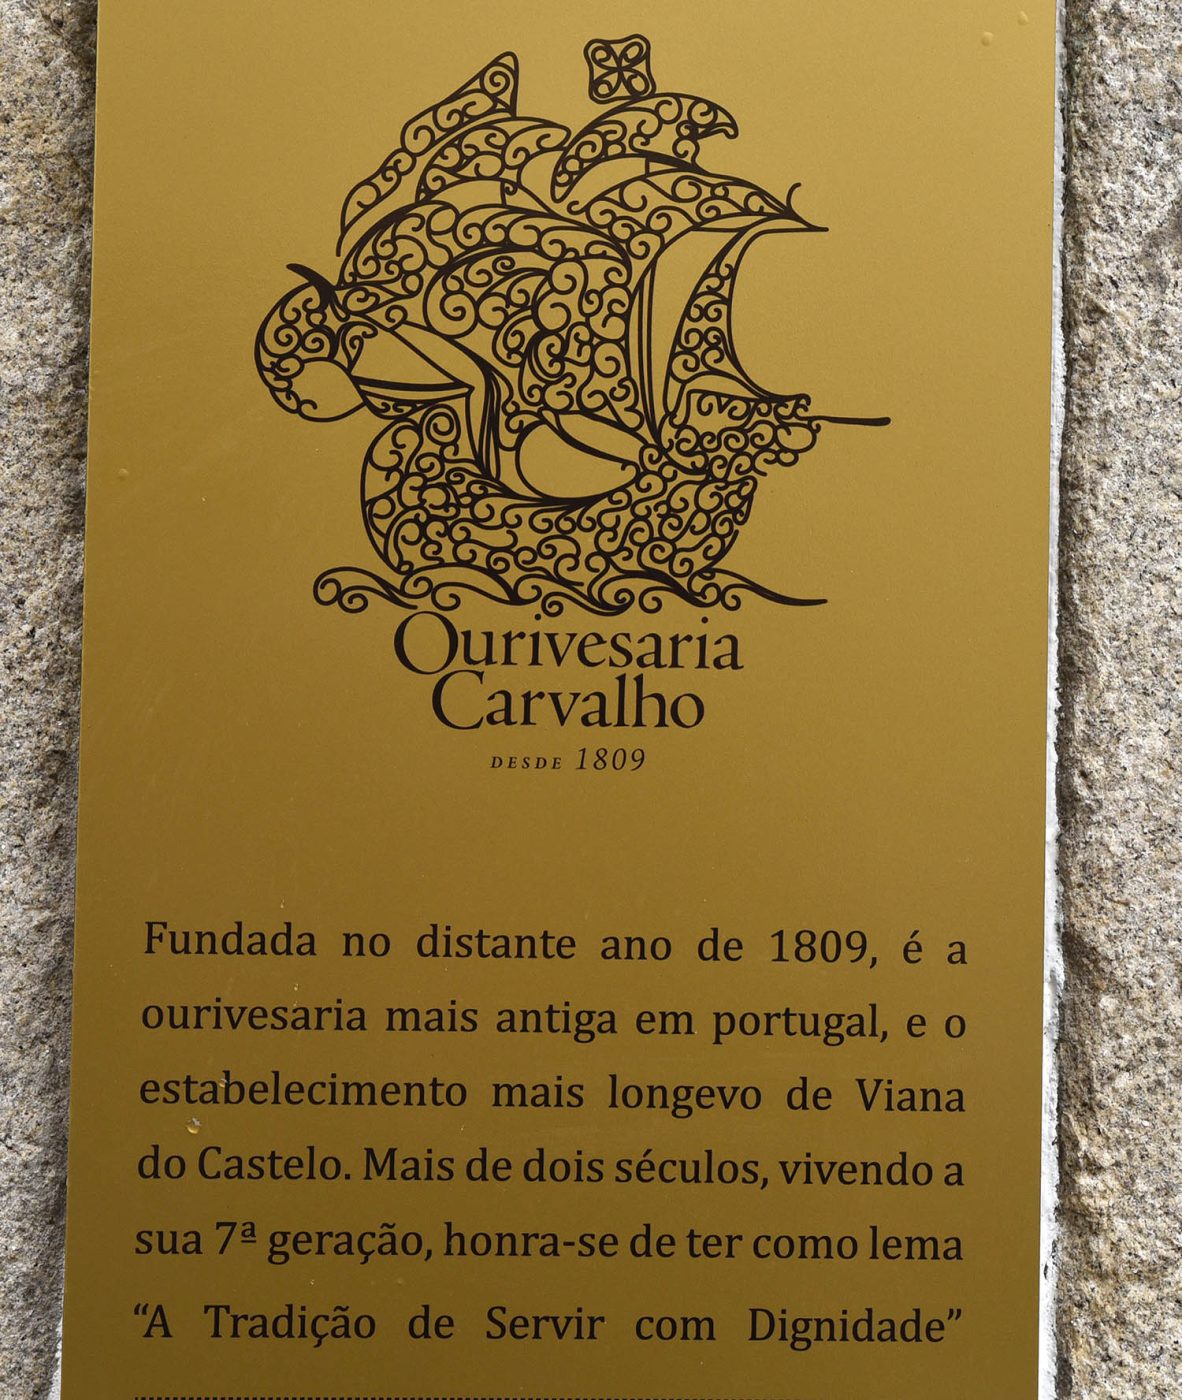 Ourivesaria
Carvalho
DESDE 1809
Fundada no distante ano de 1809, é a
ourivesaria mais antiga em portugal, e o
estabelecimento mais longevo de Viana
do Castelo. Mais de dois séculos, vivendo a
sua 7ª geração, honra-se de ter como lema
“A Tradição de Servir com Dignidade”